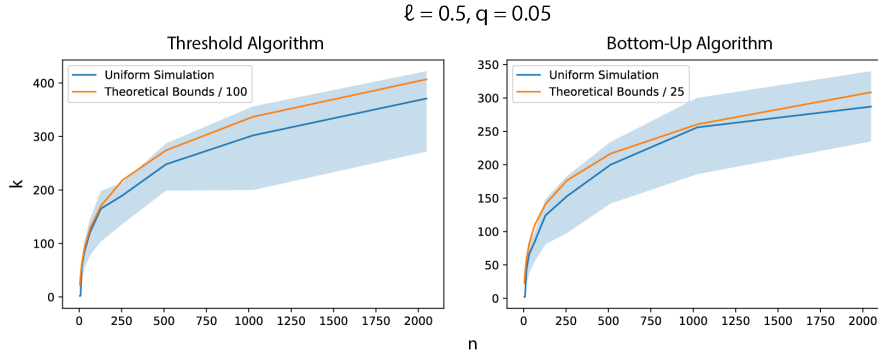 ℓ = 0.5, q = 0.05
Threshold Algorithm
Uniform Simulation
Theoretical Bounds / 100
400
300
200
100
0
k
0 250 500 750 1000 1250 1500 1750 2000
Bottom-Up Algorithm
Uniform Simulation
Theoretical Bounds / 25
350
300
250
200
150
100
50
0
0 250 500 750 1000 1250 1500 1750 2000
n